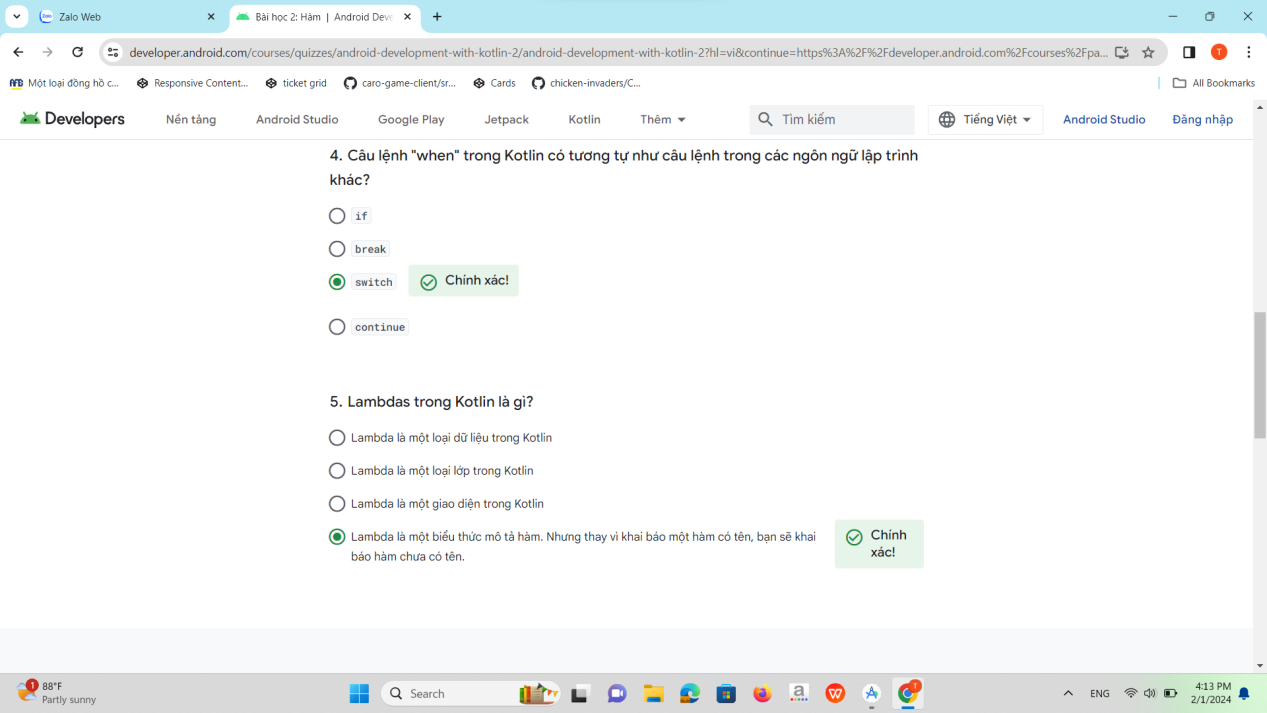 Zalo Web
Bài học 2: Hàm | Android Deve
developer.android.com/courses/quizzes/android-development-with-kotlin-2/android-development-with-kotlin-2?hl=vi&continue=https%3A%2F%2Fdeveloper.android.com%2Fcourses%2Fpa...
T
Một loại đồng hồ c...
Responsive Content...
ticket grid
caro-game-client/sr...
Cards
chicken-invaders/C...
All Bookmarks
Developers
Nền tảng
Android Studio
Google Play
Jetpack
Kotlin
Thêm
Tìm kiếm
Tiếng Việt
Android Studio
Đăng nhập
4. Câu lệnh "when" trong Kotlin có tương tự như câu lệnh trong các ngôn ngữ lập trình
khác?
if
break
switch
Chính xác!
continue
5. Lambdas trong Kotlin là gì?
Lambda là một loại dữ liệu trong Kotlin
Lambda là một loại lớp trong Kotlin
Lambda là một giao diện trong Kotlin
Lambda là một biểu thức mô tả hàm. Nhưng thay vì khai báo một hàm có tên, bạn sẽ khai
báo hàm chưa có tên.
Chính
xác!
1
88°F
Partly sunny
Search
ENG
4:13 PM
2/1/2024